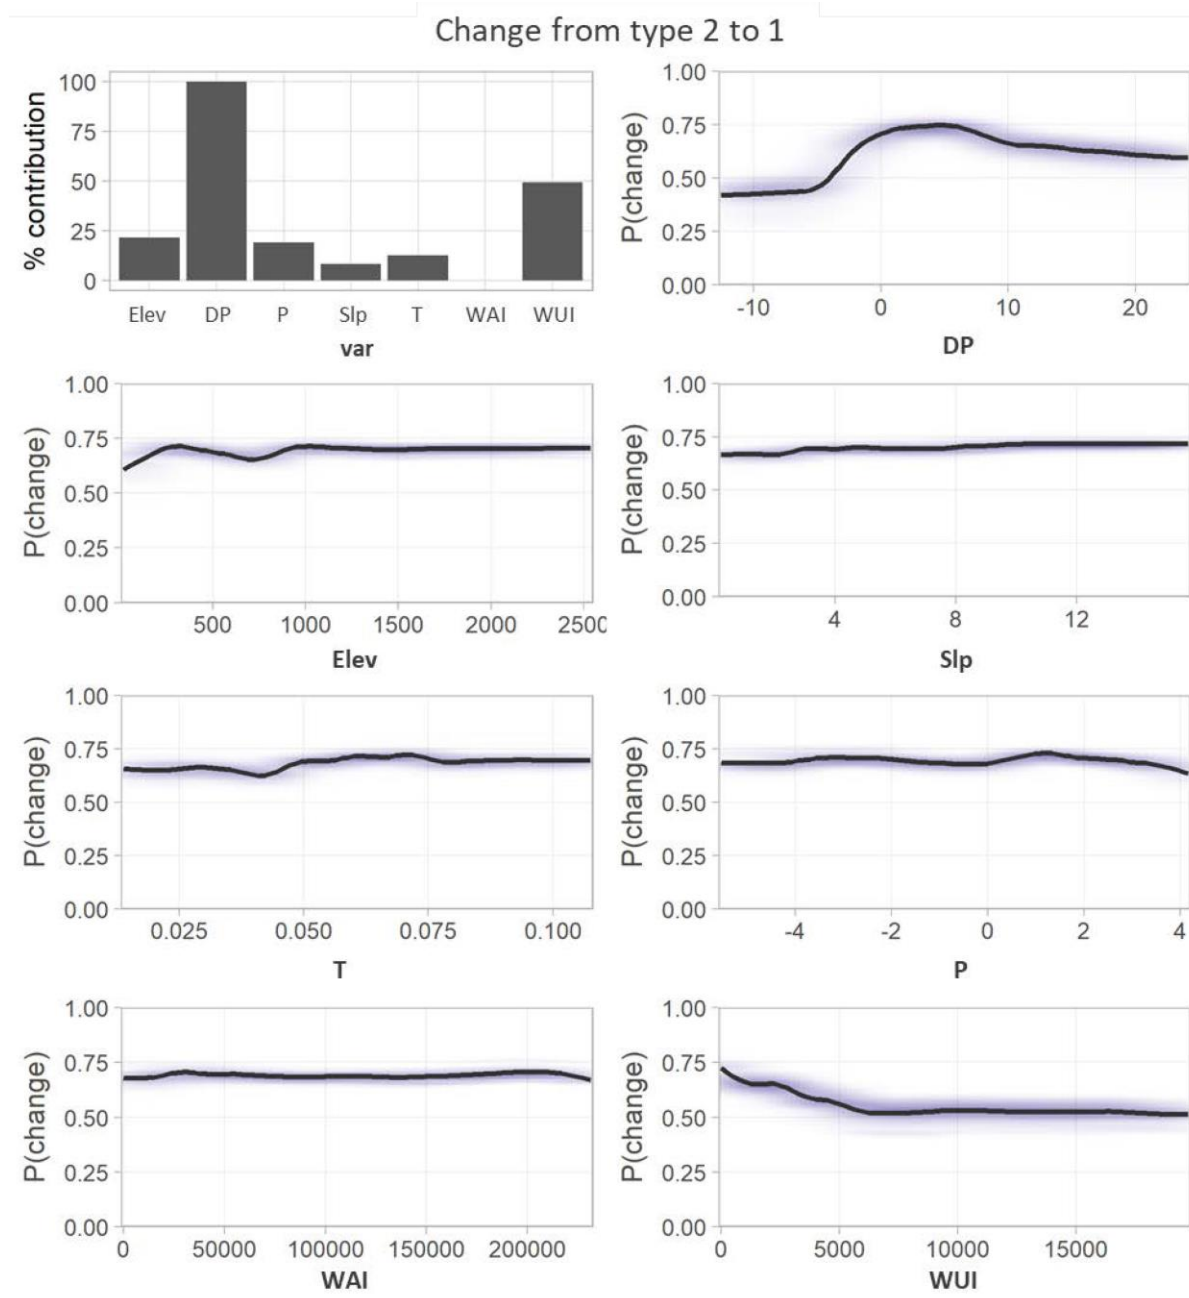 Change from type 2 to 1
% contribution
100
75
50
25
0
Elev DP P Slp T WAI WUI
var
P(change)
1.00
0.75
0.50
0.25
0.00
-10 0 10 20
DP
P(change)
1.00
0.75
0.50
0.25
0.00
500 1000 1500 2000 2500
Elev
P(change)
1.00
0.75
0.50
0.25
0.00
4 8 12
Slp
P(change)
1.00
0.75
0.50
0.25
0.00
0.025 0.050 0.075 0.100
T
P(change)
1.00
0.75
0.50
0.25
0.00
-4 -2 0 2 4
P
P(change)
1.00
0.75
0.50
0.25
0.00
0 50000 100000 150000 200000
WAI
P(change)
1.00
0.75
0.50
0.25
0.00
0 5000 10000 15000
WUI